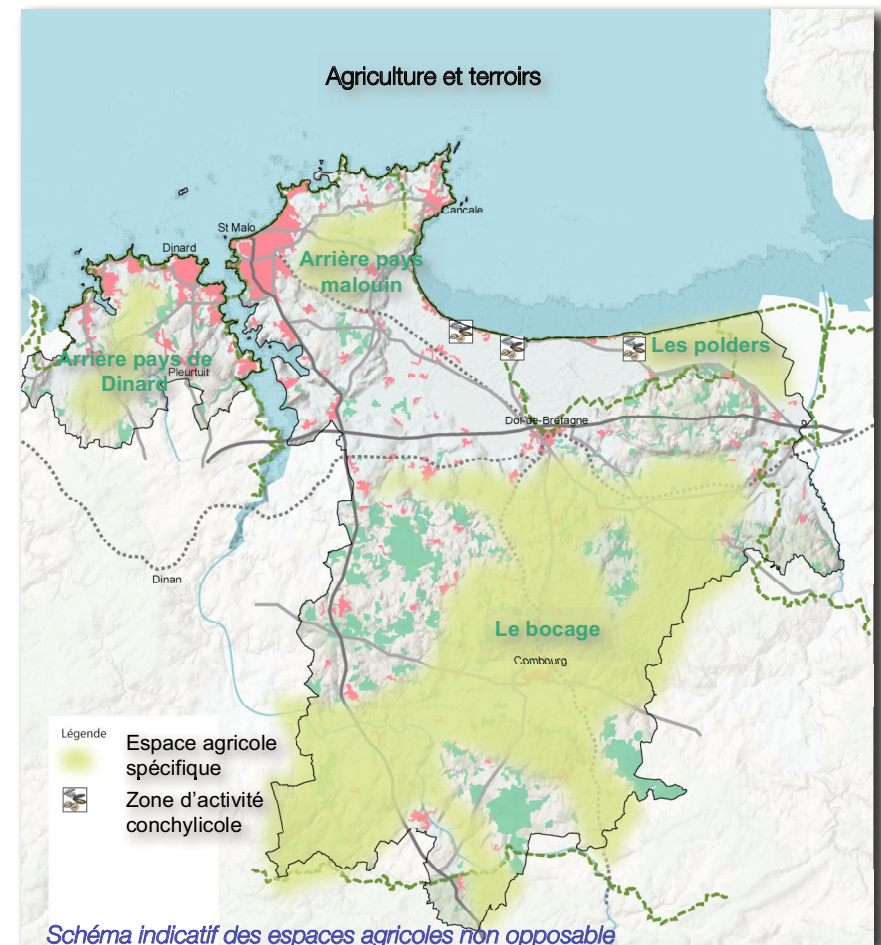 Agriculture et terroirs
Cancale
St Malo
Dinard
Arrière pays
malouin
Les polders
Arrière pays de
Dinard
Pleurtuit
Dol-de-Bretagne
Dinan
Le bocage
Combourg
Légende
Espace agricole
spécifique
Zone d'activité
conchylicole
Schéma indicatif des espaces agricoles non opposable